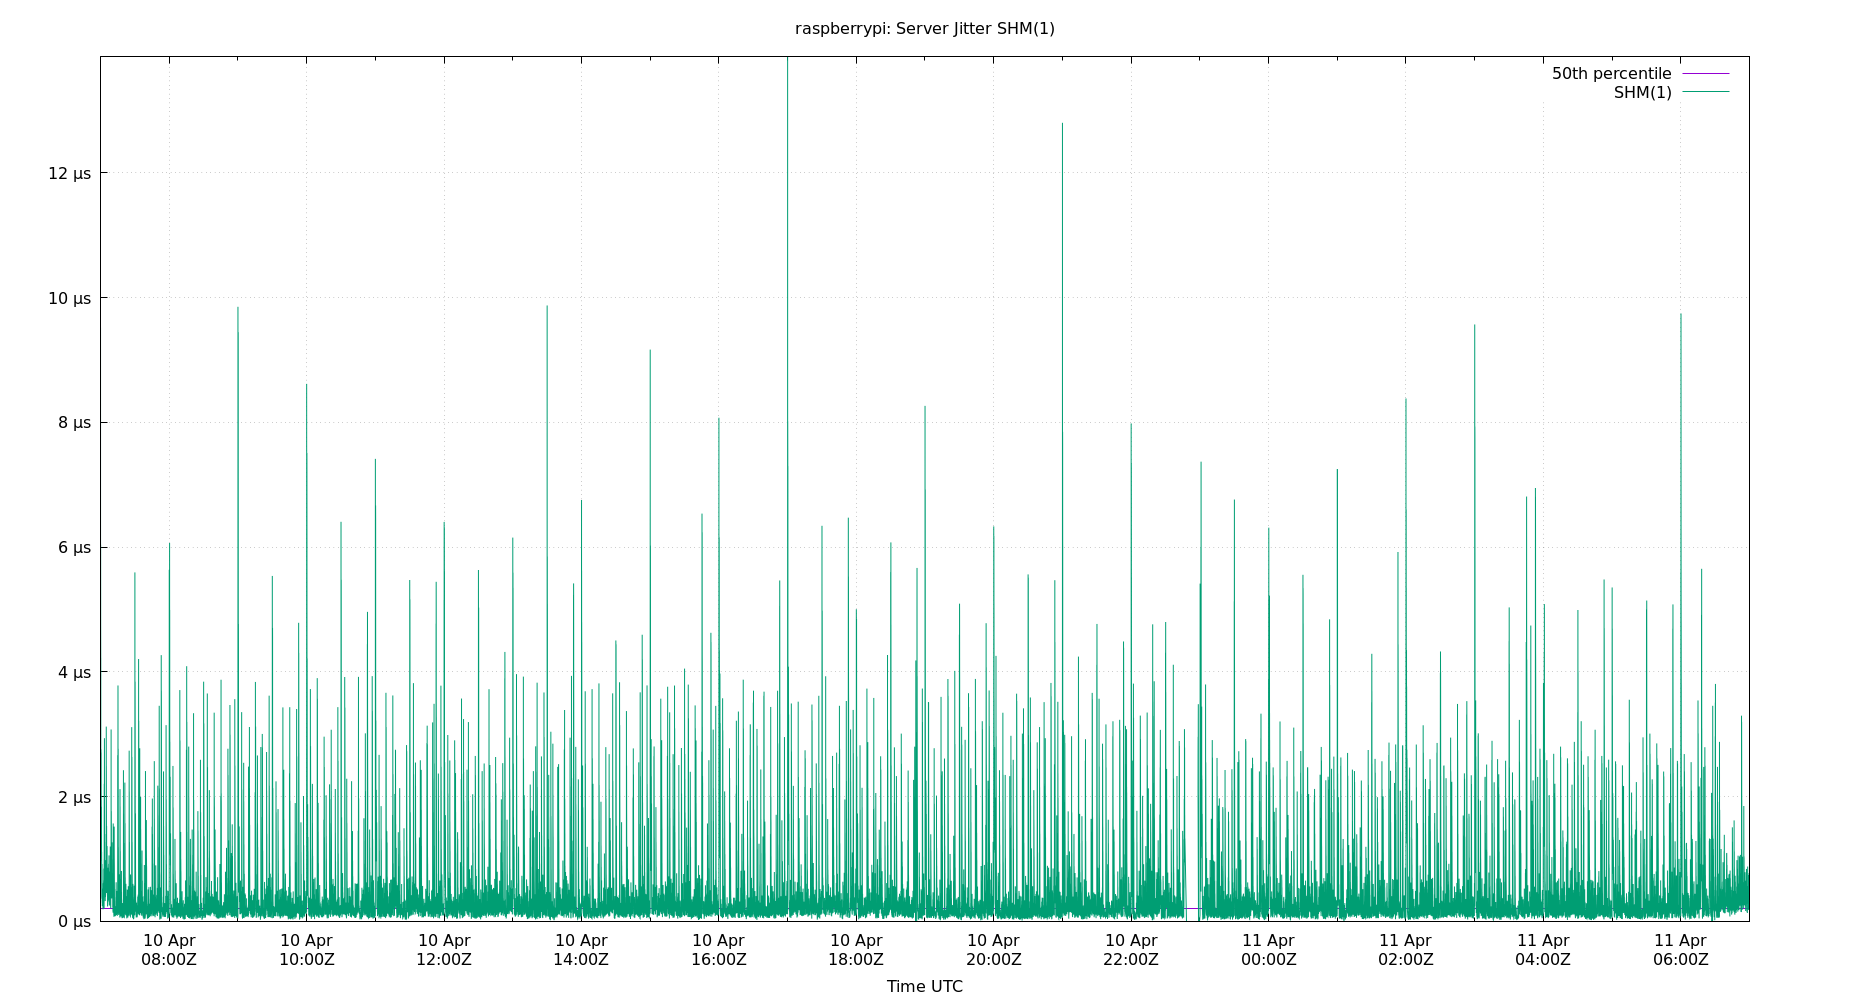 raspberrypi: Server Jitter SHM(1)
50th percentile
SHM(1)
12 µs
10 µs
8 µs
6 µs
4 µs
2 µs
0 µs
10 Apr 10 Apr 10 Apr 10 Apr 10 Apr 10 Apr 10 Apr 10 Apr 11 Apr 11 Apr 11 Apr 11 Apr
08:00Z 10:00Z 12:00Z 14:00Z 16:00Z 18:00Z 20:00Z 22:00Z 00:00Z 02:00Z 04:00Z 06:00Z
Time UTC